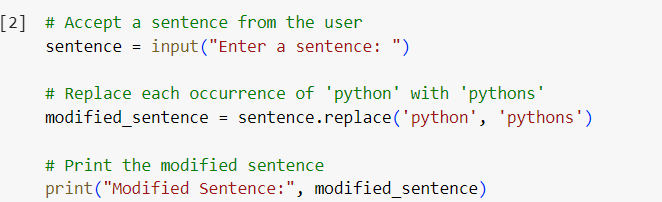 [2] # Accept a sentence from the user
sentence = input("Enter a sentence: ")
# Replace each occurrence of 'python' with 'pythons'
modified_sentence = sentence.replace('python', 'pythons')
# Print the modified sentence
print("Modified Sentence:", modified_sentence)